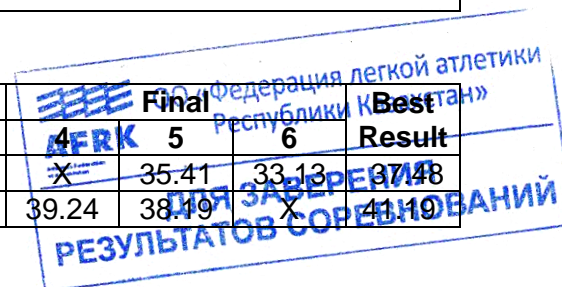 ОО «Федерация легкой атлетики
Республики Казахстан»
AFRK
Final Best
4 5 6 Result
X 35.41 33.13 37.48
39.24 38.19 X 41.19
ДЛЯ ЗАВЕРЕНИЯ
РЕЗУЛЬТАТОВ СОРЕВНОВАНИЙ